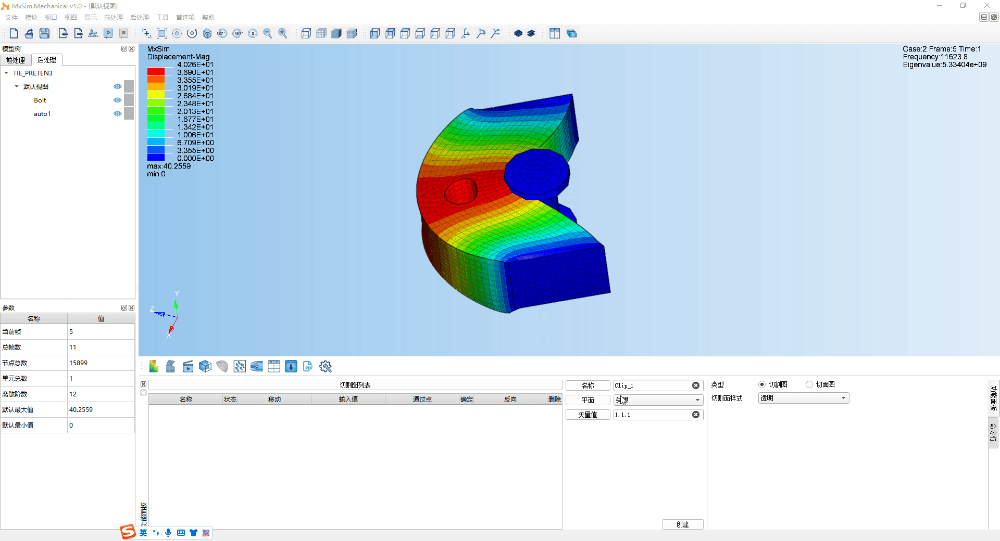 MxSim.Mechanical v1.0 - [默认视图]
文件 模块 视口 视图 显示 前处理 后处理 工具 首选项 帮助
模型树
前处理 后处理
TIE_PRETEN3
默认视图
Bolt
auto1
MxSim
Displacement-Mag
4.026E+01
3.690E+01
3.355E+01
3.019E+01
2.684E+01
2.348E+01
2.013E+01
1.677E+01
1.342E+01
1.006E+01
6.709E+00
3.355E+00
0.000E+00
max:40.2559
min:0
Case:2 Frame:5 Time:1
Frequency:11623.8
Eigenvalue:5.33404e+09
Y
Z
X
参数
名称 值
当前帧 5
总帧数 11
节点总数 15899
单元总数 1
离散阶数 12
默认最大值 40.2559
默认最小值 0
切割图列表
名称 状态 移动 输入值 通过点 确定 反向 删除
名称 Clip_1
平面 矢量
矢量值 1,1,1
创建
类型 切割图 切面图
切割面样式 透明
功能面板
命令行
功能面板
英